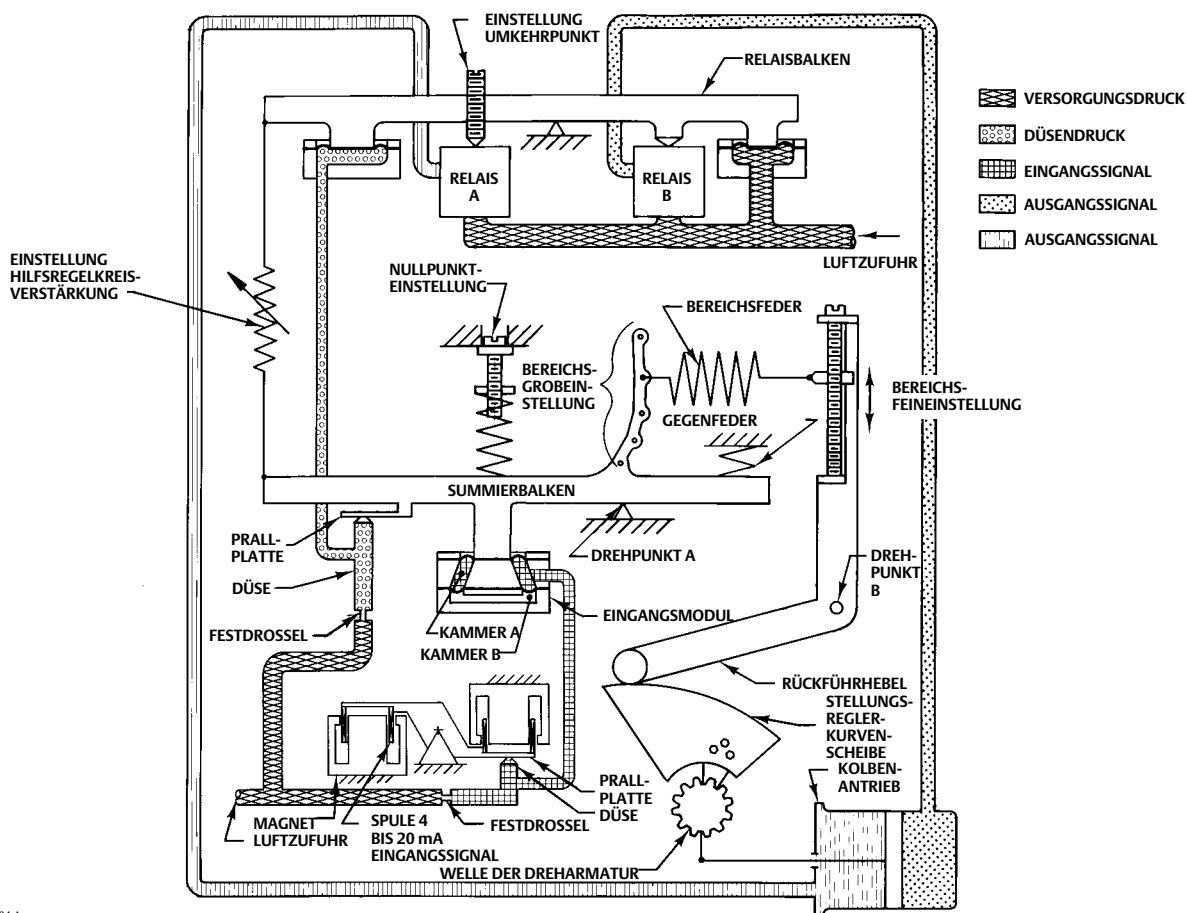 EINSTELLUNG
UMKEHRPUNKT
RELAISBALKEN
VERSORGUNGSDRUCK
DÜSENDRUCK
EINGANGSSIGNAL
AUSGANGSSIGNAL
AUSGANGSSIGNAL
RELAIS
A
RELAIS
B
LUFTZUFUHR
EINSTELLUNG
HILFSREGELKREIS-
VERSTÄRKUNG
NULLPUNKT-
EINSTELLUNG
BEREICHSFEDER
BEREICHS-
GROBEIN-
STELLUNG
BEREICHS-
FEINEINSTELLUNG
GEGENFEDER
SUMMIERBALKEN
PRALL-
PLATTE
DREHPUNKT A
DREH-
PUNKT
B
DÜSE
EINGANGSMODUL
FESTDROSSEL
KAMMER A
KAMMER B
RÜCKFÜHRHEBEL
STELLUNGS-
REGLER-
KURVEN-
SCHEIBE
KOLBEN-
ANTRIEB
PRALL-
PLATTE
DÜSE
MAGNET
LUFTZUFUHR
SPULE 4
BIS 20 mA
EINGANGSSIGNAL
FESTDROSSEL
WELLE DER DREHARMATUR